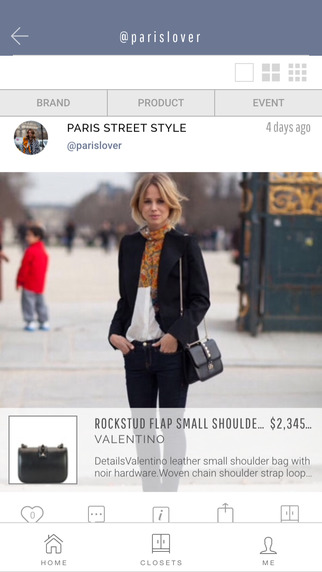 @parislover
BRAND PRODUCT EVENT
PARIS STREET STYLE 4 days ago
@parislover
ROCKSTUD FLAP SMALL SHOULDE... $2,345...
VALENTINO
DetailsValentino leather small shoulder bag with
noir hardware.Woven chain shoulder strap loop...
0
HOME CLOSETS ME